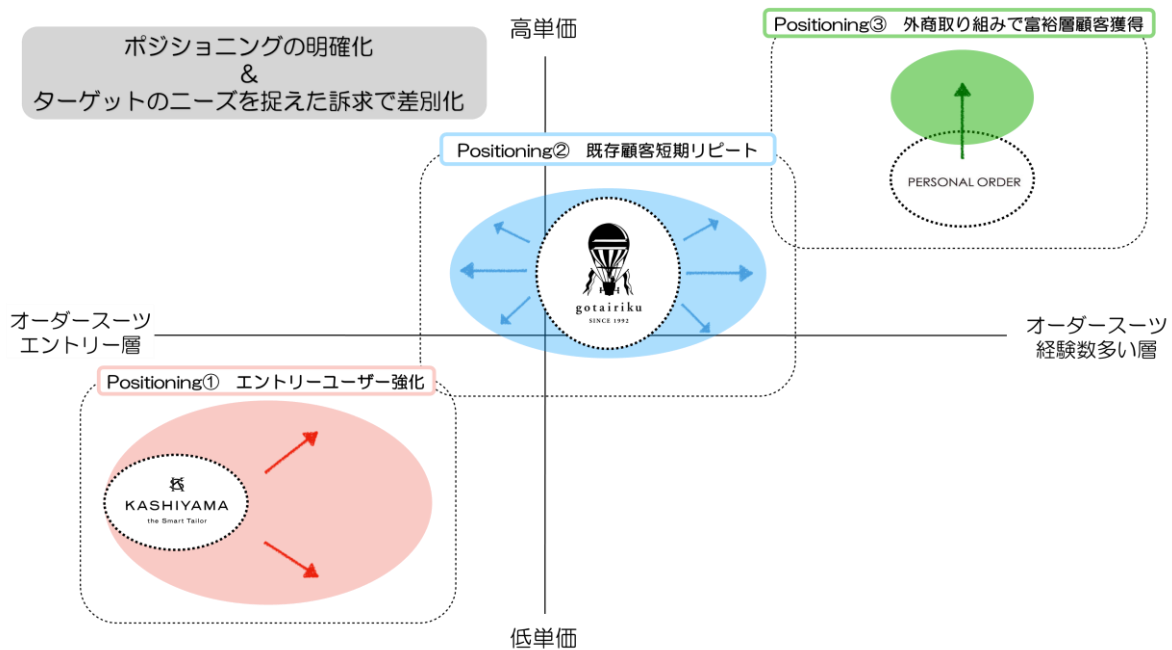 ポジショニングの明確化
&
ターゲットのニーズを捉えた訴求で差別化
高単価
Positioning③ 外商取り組みで富裕層顧客獲得
PERSONAL ORDER
Positioning② 既存顧客短期リピート
gotairiku
SINCE 1992
オーダースーツ
エントリー層
オーダースーツ
経験数多い層
Positioning① エントリーユーザー強化
KASHIYAMA
the Smart Tailor
低単価